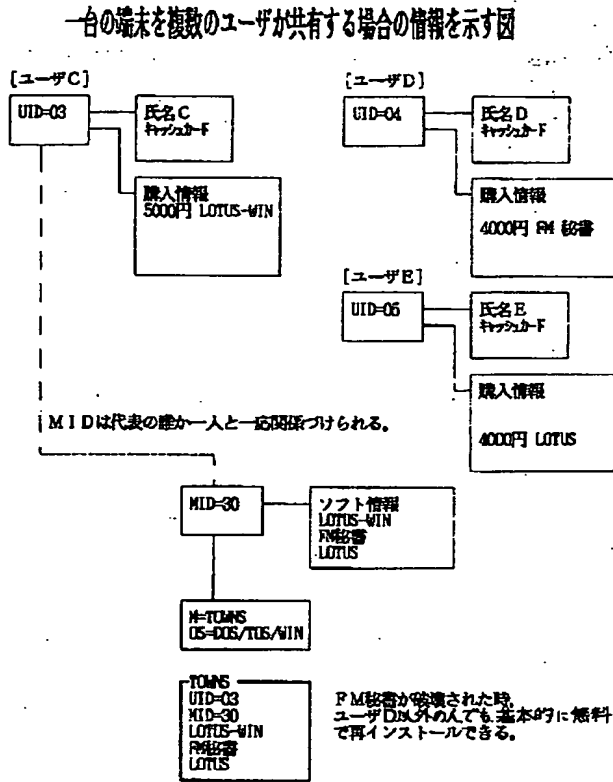 一台の端末を複数のユーザが共有する場合の情報を示す図
[ユーザC]
UID=03
氏名C
キャッシュカード
購入情報
5000円 LOTUS-WIN
[ユーザD]
UID=04
氏名D
キャッシュカード
購入情報
4000円 FM 秘書
[ユーザE]
UID=05
氏名E
キャッシュカード
購入情報
4000円 LOTUS
MIDは代表の誰か一人と一応関係づけられる。
MID=30
ソフト情報
LOTUS-WIN
FM秘書
LOTUS
M=TOWNS
OS=DOS/TOS/WIN
TOWNS
UID=03
MID=30
LOTUS-WIN
FM秘書
LOTUS
FM秘書が破壊された時、
ユーザD以外のんでも基本的に無料
で再インストールできる。